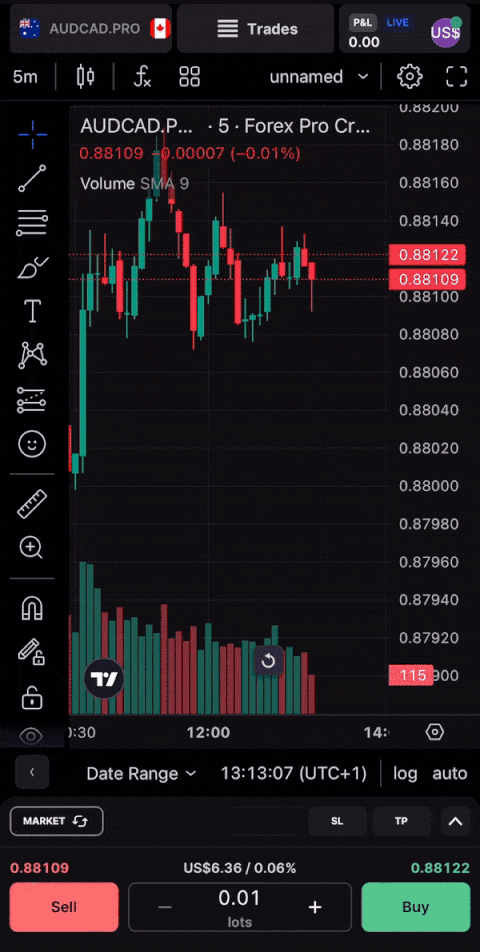 AUDCAD.PRO
Trades
P&L LIVE
0.00
US$
5m
unnamed
AUDCAD.P... · 5 · Forex Pro Cr...
0.88109 −0.00007 (−0.01%)
Volume SMA 9
0.88200
0.88180
0.88160
0.88140
0.88122
0.88109
0.88100
0.88080
0.88060
0.88040
0.88020
0.88000
0.87980
0.87960
0.87940
0.87920
115
900
:30
12:00
14:
Date Range
13:13:07 (UTC+1)
log
auto
MARKET
SL
TP
0.88109
US$6.36 / 0.06%
0.88122
Sell
0.01
lots
Buy